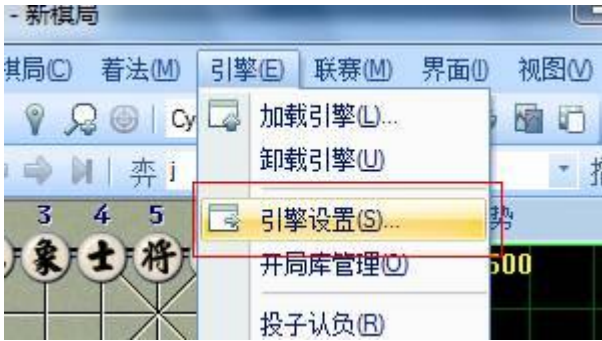 - 新棋局
棋局(C) 着法(M) 引擎(E) 联赛(M) 界面(I) 视图(V)
Cy
加载引擎(L)...
卸载引擎(U)
弈 j
3 4 5
引擎设置(S)...
势
象 士 将
开局库管理(O)
500
投子认负(R)